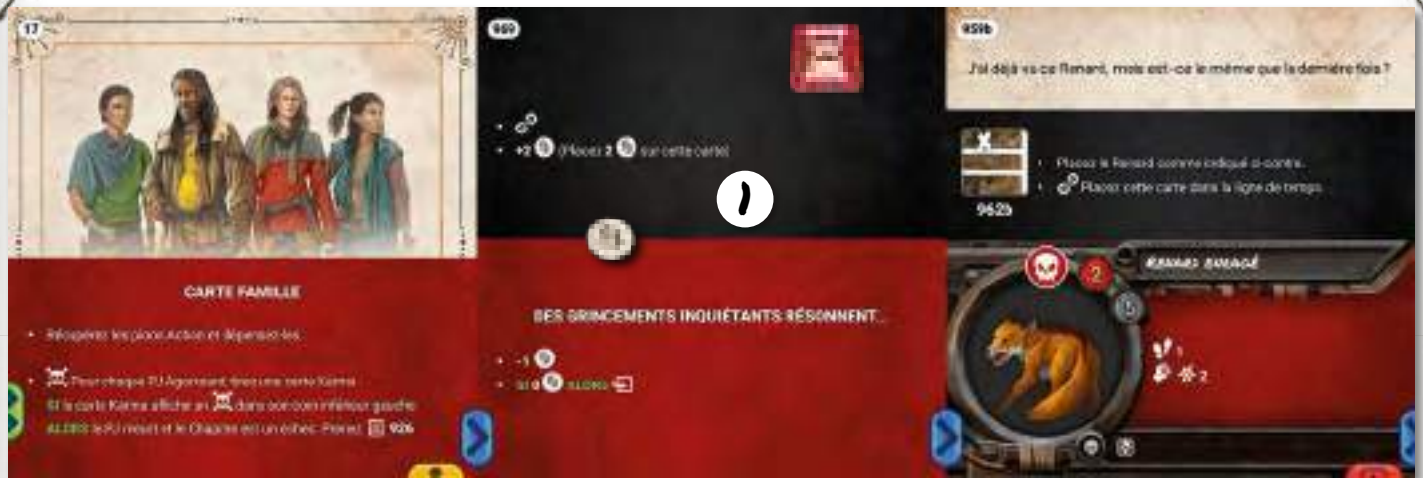 17
CARTE FAMILLE
Récupérez les pions Action et dépensez-les
Pour chaque PJ Agonisant, tirez une carte Karma
SI la carte Karma affiche un dans son coin inférieur gauche
ALORS le PJ meurt et le Chapitre est un échec. Prenez 926
969
+2 (Placez 2 sur cette carte)
1
DES GRINCEMENTS INQUIÉTANTS RÉSONNENT...
-1
SI 0 ALORS
959b
J'ai déjà vu ce Renard, mais est-ce le même que la dernière fois ?
Placez le Renard comme indiqué ci-contre.
Placez cette carte dans la ligne de temps.
962b
RENARD ENRAGÉ
2
1
2